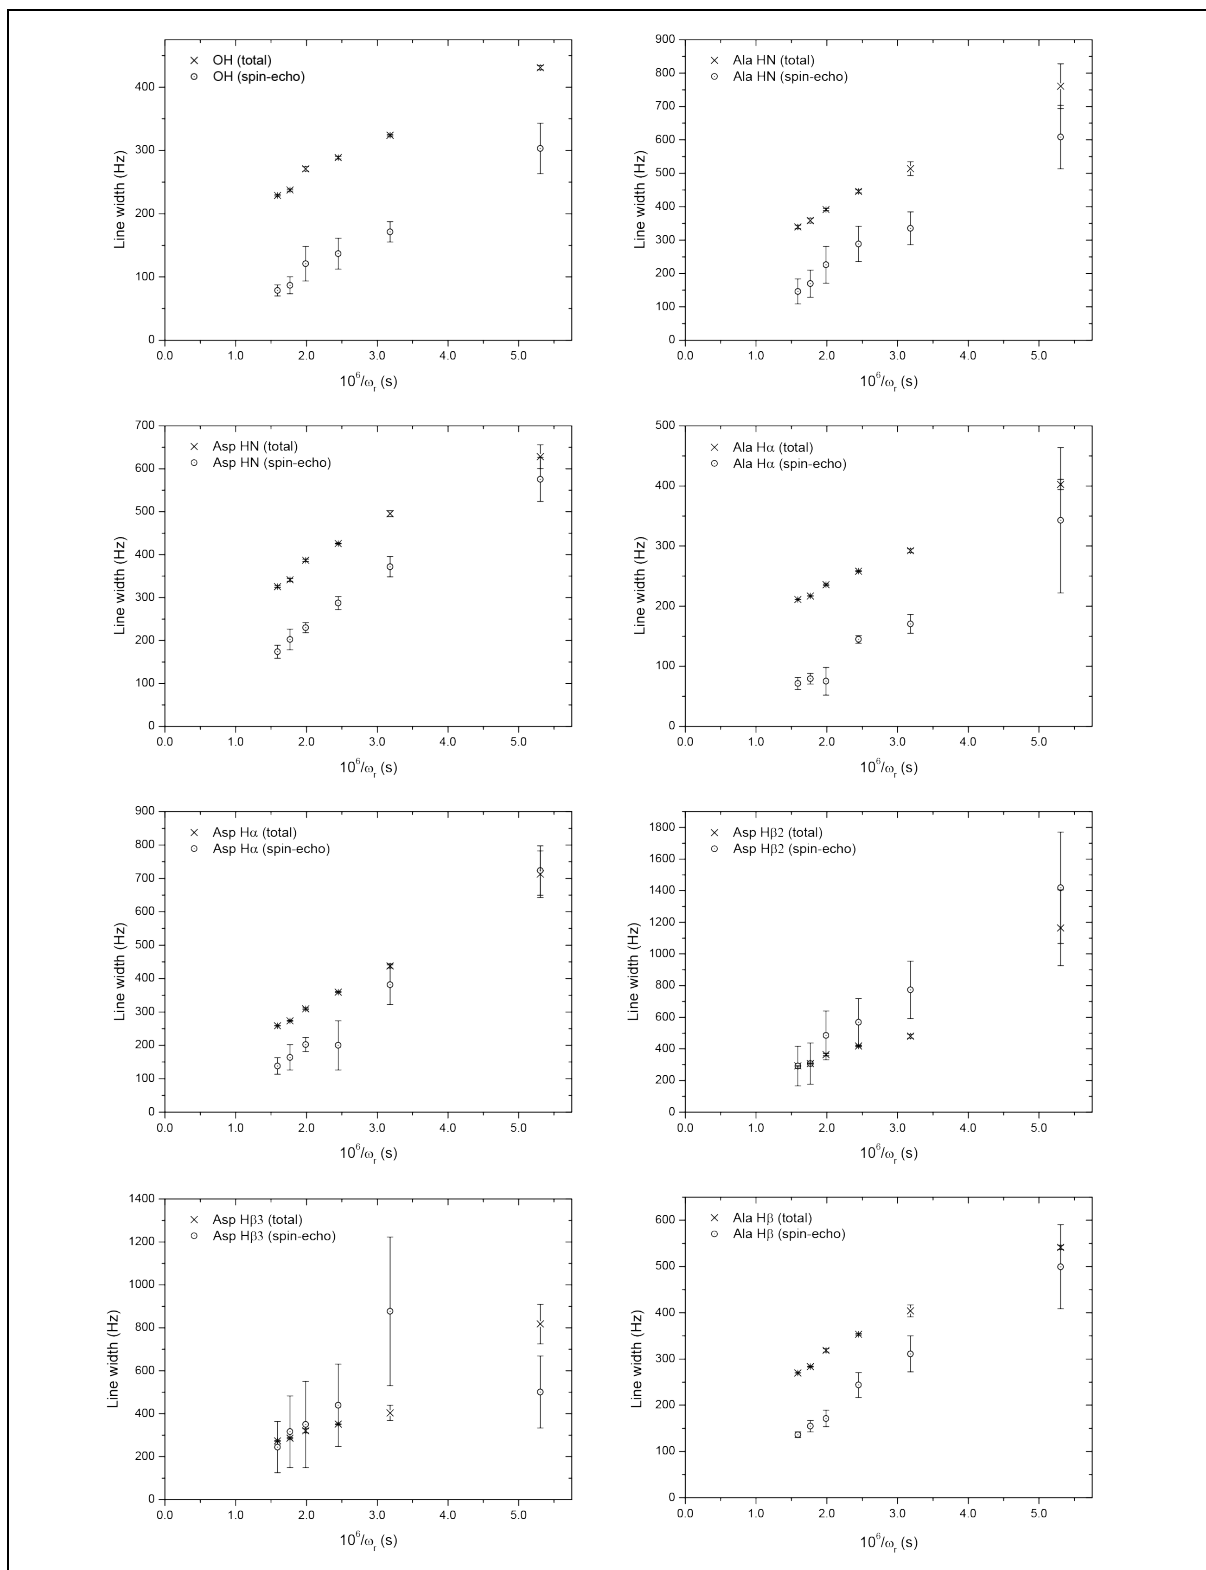 OH (total)
OH (spin-echo)
400
300
200
100
0
Line width (Hz)
0.0 1.0 2.0 3.0 4.0 5.0
10⁶/ωᵣ (s)
Ala HN (total)
Ala HN (spin-echo)
900
800
700
600
500
400
300
200
100
0
Line width (Hz)
0.0 1.0 2.0 3.0 4.0 5.0
10⁶/ωᵣ (s)
Asp HN (total)
Asp HN (spin-echo)
700
600
500
400
300
200
100
0
Line width (Hz)
0.0 1.0 2.0 3.0 4.0 5.0
10⁶/ωᵣ (s)
Ala Hα (total)
Ala Hα (spin-echo)
500
400
300
200
100
0
Line width (Hz)
0.0 1.0 2.0 3.0 4.0 5.0
10⁶/ωᵣ (s)
Asp Hα (total)
Asp Hα (spin-echo)
900
800
700
600
500
400
300
200
100
0
Line width (Hz)
0.0 1.0 2.0 3.0 4.0 5.0
10⁶/ωᵣ (s)
Asp Hβ2 (total)
Asp Hβ2 (spin-echo)
1800
1600
1400
1200
1000
800
600
400
200
0
Line width (Hz)
0.0 1.0 2.0 3.0 4.0 5.0
10⁶/ωᵣ (s)
Asp Hβ3 (total)
Asp Hβ3 (spin-echo)
1400
1200
1000
800
600
400
200
0
Line width (Hz)
0.0 1.0 2.0 3.0 4.0 5.0
10⁶/ωᵣ (s)
Ala Hβ (total)
Ala Hβ (spin-echo)
600
500
400
300
200
100
0
Line width (Hz)
0.0 1.0 2.0 3.0 4.0 5.0
10⁶/ωᵣ (s)